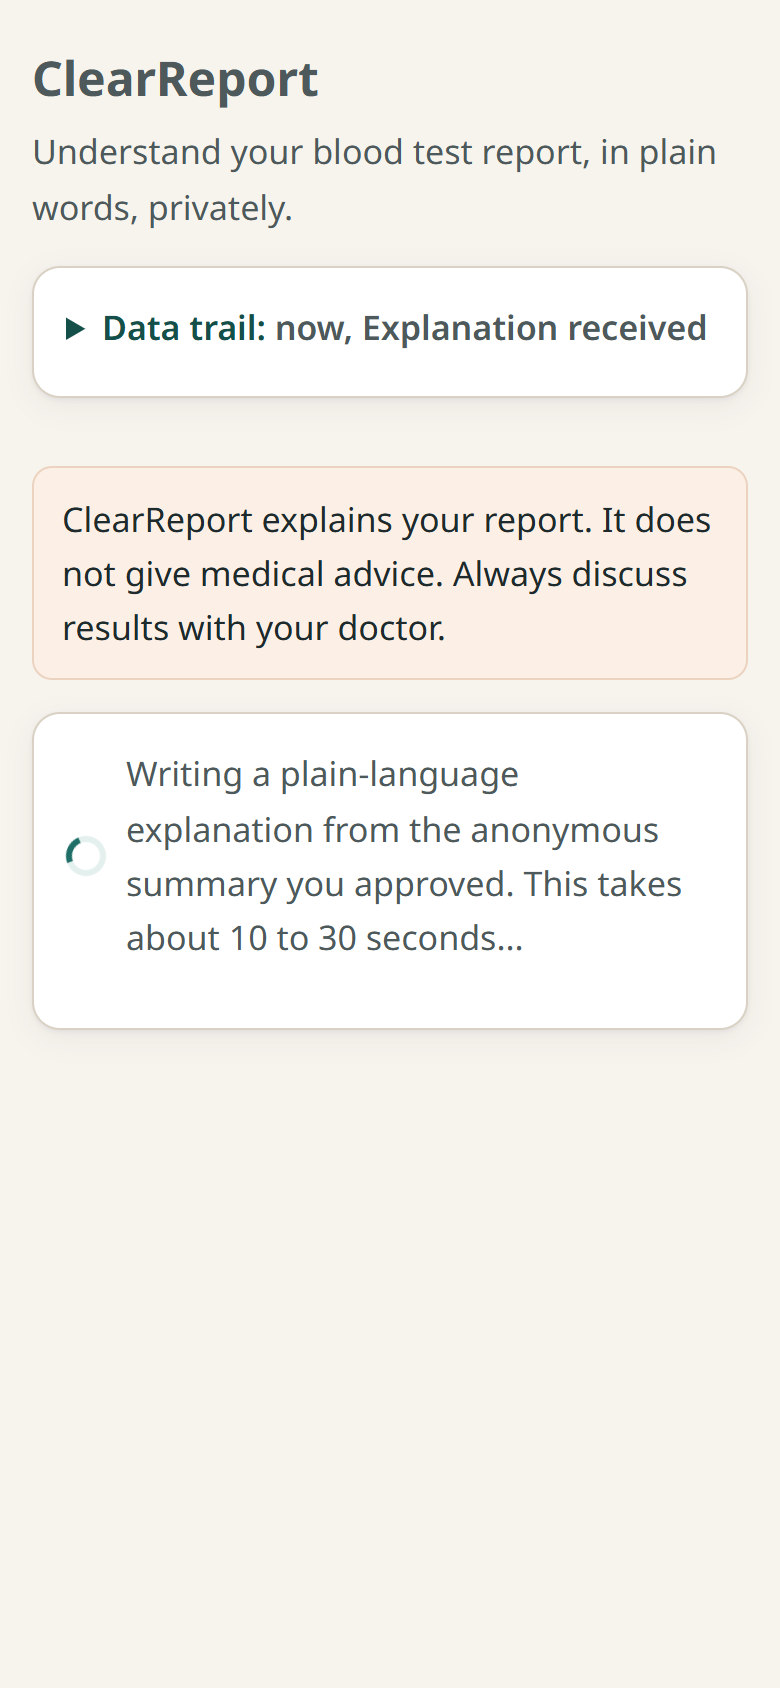 ClearReport
Understand your blood test report, in plain
words, privately.
Data trail: now, Explanation received
ClearReport explains your report. It does
not give medical advice. Always discuss
results with your doctor.
Writing a plain-language
explanation from the anonymous
summary you approved. This takes
about 10 to 30 seconds...